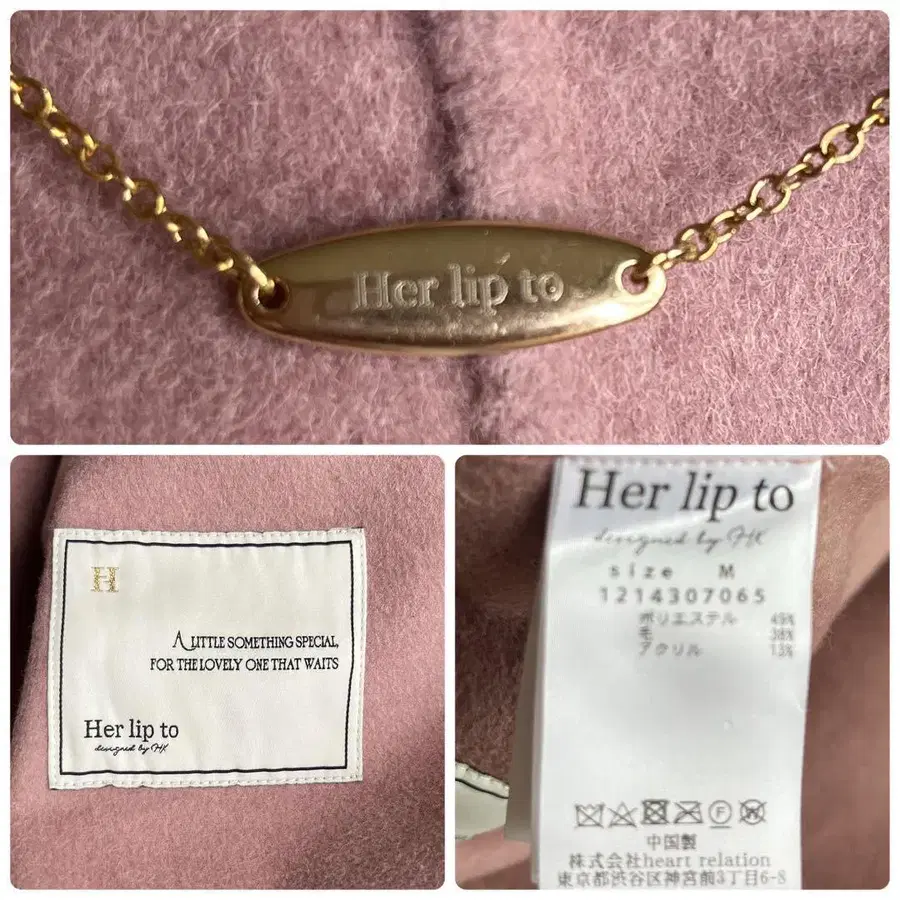 Her lip to
H
A LITTLE SOMETHING SPECIAL,
FOR THE LOVELY ONE THAT WAITS
Her lip to
designed by HK
Her lip to
designed by HK
size M
1214307065
ポリエステル 49%
毛 38%
アクリル 13%
中国製
株式会社heart relation
東京都渋谷区神宮前3丁目6-8